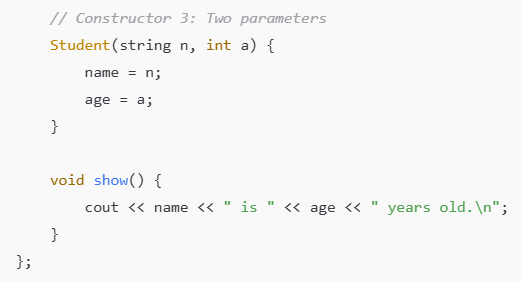 // Constructor 3: Two parameters
Student(string n, int a) {
name = n;
age = a;
}
void show() {
cout << name << " is " << age << " years old.\n";
}
};